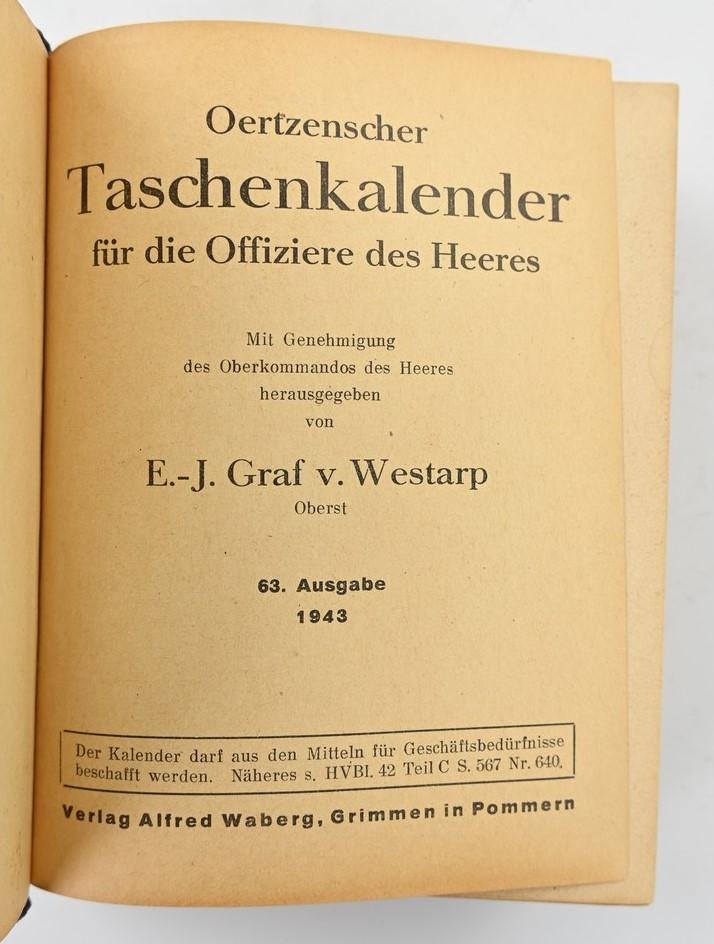 Oertzenscher
Taschenkalender
für die Offiziere des Heeres
Mit Genehmigung
des Oberkommandos des Heeres
herausgegeben
von
E.-J. Graf v. Westarp
Oberst
63. Ausgabe
1943
Der Kalender darf aus den Mitteln für Geschäftsbedürfnisse
beschafft werden. Näheres s. HVBl. 42 Teil C S. 567 Nr. 640.
Verlag Alfred Waberg, Grimmen in Pommern